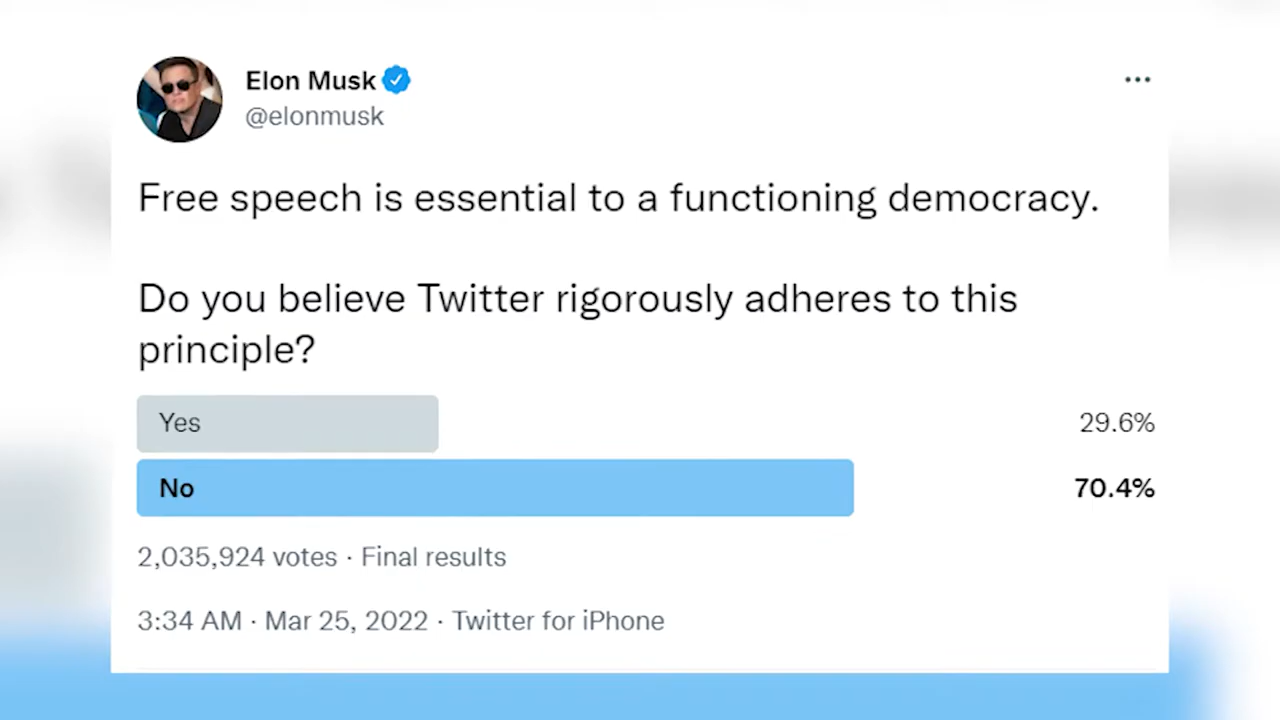 Elon Musk
@elonmusk
Free speech is essential to a functioning democracy.
Do you believe Twitter rigorously adheres to this
principle?
Yes 29.6%
No 70.4%
2,035,924 votes · Final results
3:34 AM · Mar 25, 2022 · Twitter for iPhone